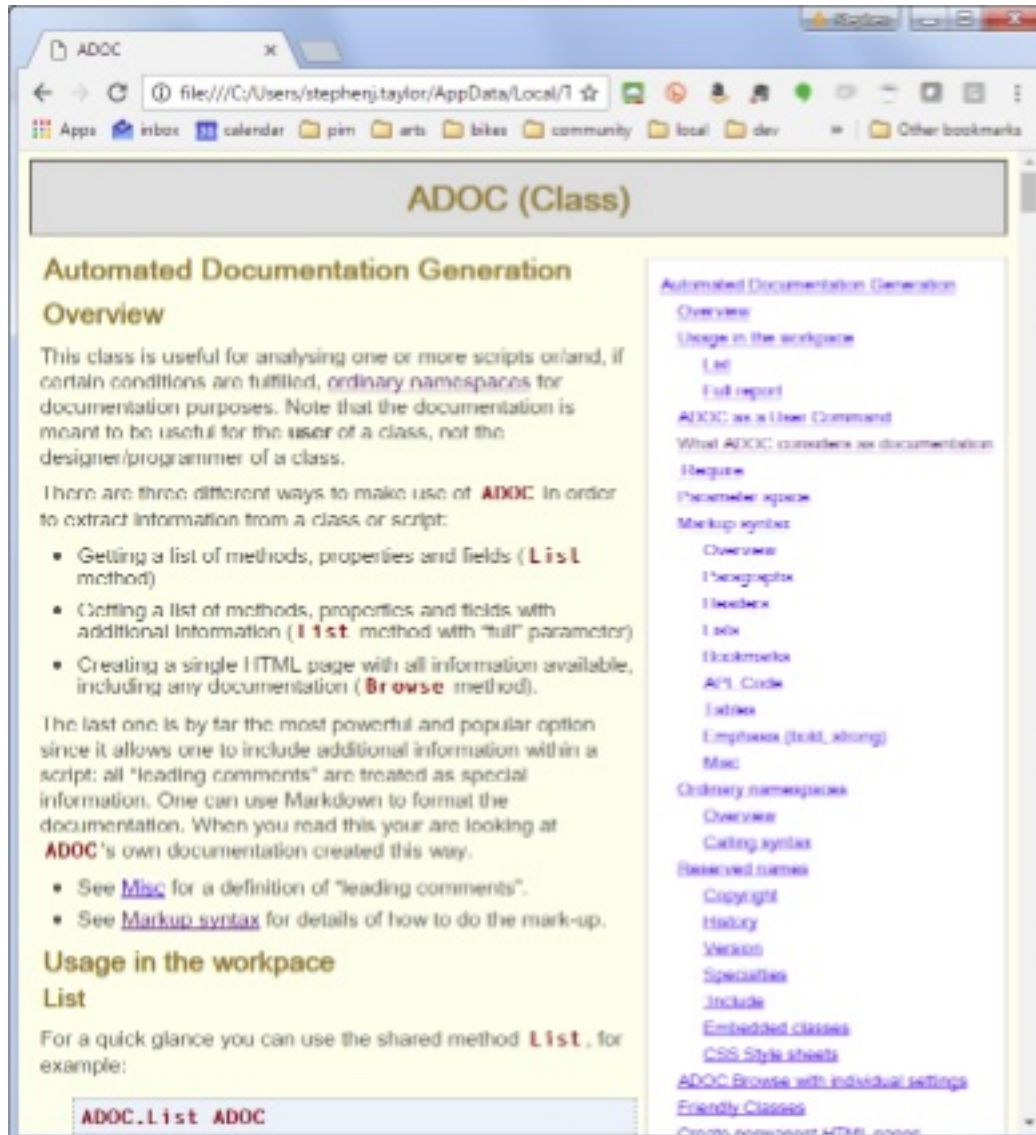 ADOC
file:///C:/Users/stephenj.taylor/AppData/Local/T
Apps inbox calendar pim arts bikes community local dev » Other bookmarks
ADOC (Class)
Automated Documentation Generation
Overview
This class is useful for analysing one or more scripts or/and, if
certain conditions are fulfilled, ordinary namespaces for
documentation purposes. Note that the documentation is
meant to be useful for the user of a class, not the
designer/programmer of a class.
There are three different ways to make use of ADOC in order
to extract information from a class or script:
• Getting a list of methods, properties and fields (List
method)
• Getting a list of methods, properties and fields with
additional information (List method with "full" parameter)
• Creating a single HTML page with all information available,
including any documentation (Browse method).
The last one is by far the most powerful and popular option
since it allows one to include additional information within a
script: all "leading comments" are treated as special
information. One can use Markdown to format the
documentation. When you read this your are looking at
ADOC's own documentation created this way.
• See Misc for a definition of "leading comments".
• See Markup syntax for details of how to do the mark-up.
Usage in the workpace
List
For a quick glance you can use the shared method List, for
example:
ADOC.List ADOC
Automated Documentation Generation
Overview
Usage in the workpace
List
Full report
ADOC as a User Command
What ADOC considers as documentation
:Require
Parameter space
Markup syntax
Overview
Paragraphs
Headers
Lists
Bookmarks
APL Code
Tables
Emphasis (bold, strong)
Misc
Ordinary namespaces
Overview
Calling syntax
Reserved names
Copyright
History
Version
Specialties
:Include
Embedded classes
CSS Style sheets
ADOC.Browse with individual settings
Friendly Classes
Create permanent HTML pages